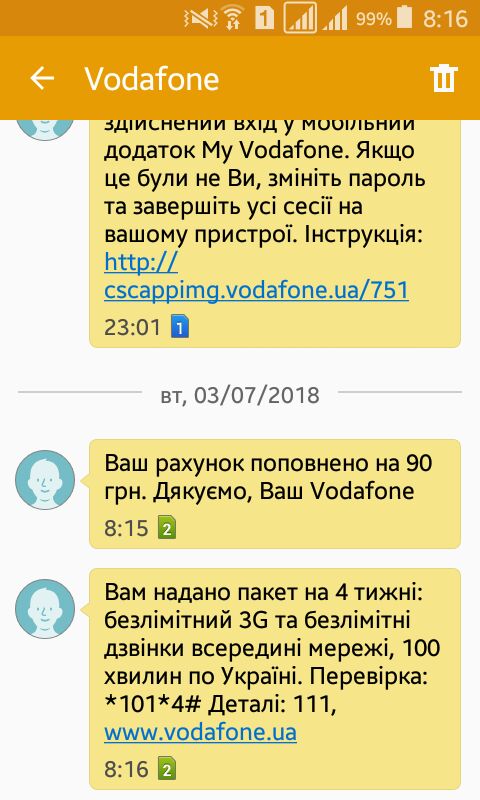 1
99%
8:16
Vodafone
здійснений вхід у мобільний
додаток My Vodafone. Якщо
це були не Ви, змініть пароль
та завершіть усі сесії на
вашому пристрої. Інструкція:
http://
cscappimg.vodafone.ua/751
23:01 1
вт, 03/07/2018
Ваш рахунок поповнено на 90
грн. Дякуємо, Ваш Vodafone
8:15 2
Вам надано пакет на 4 тижні:
безлімітний 3G та безлімітні
дзвінки всередині мережі, 100
хвилин по Україні. Перевірка:
*101*4# Деталі: 111,
www.vodafone.ua
8:16 2